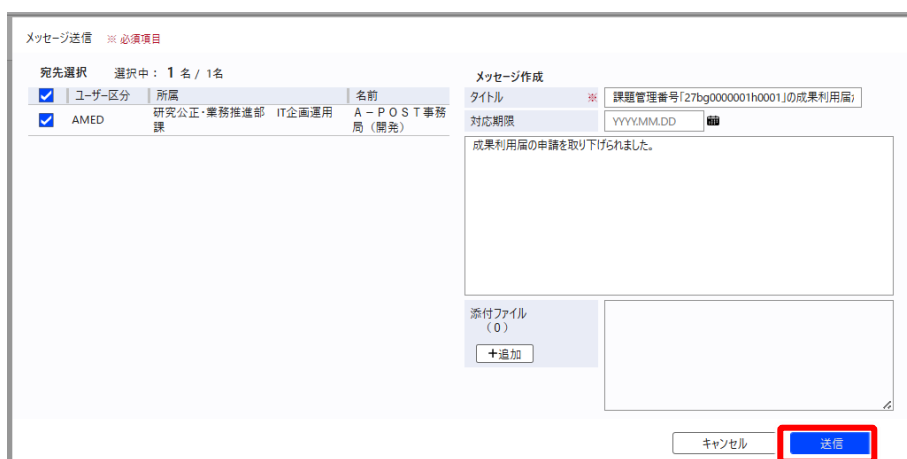 メッセージ送信 ※ 必須項目
宛先選択 選択中： 1 名 / 1名
ユーザー区分 所属 名前
AMED 研究公正・業務推進部 IT企画運用課 Ａ－ＰＯＳＴ事務局（開発）
メッセージ作成
タイトル ※ 課題管理番号「27bg0000001h0001」の成果利用届
対応期限 YYYY.MM.DD
成果利用届の申請を取り下げられました。
添付ファイル
（0）
+追加
キャンセル 送信